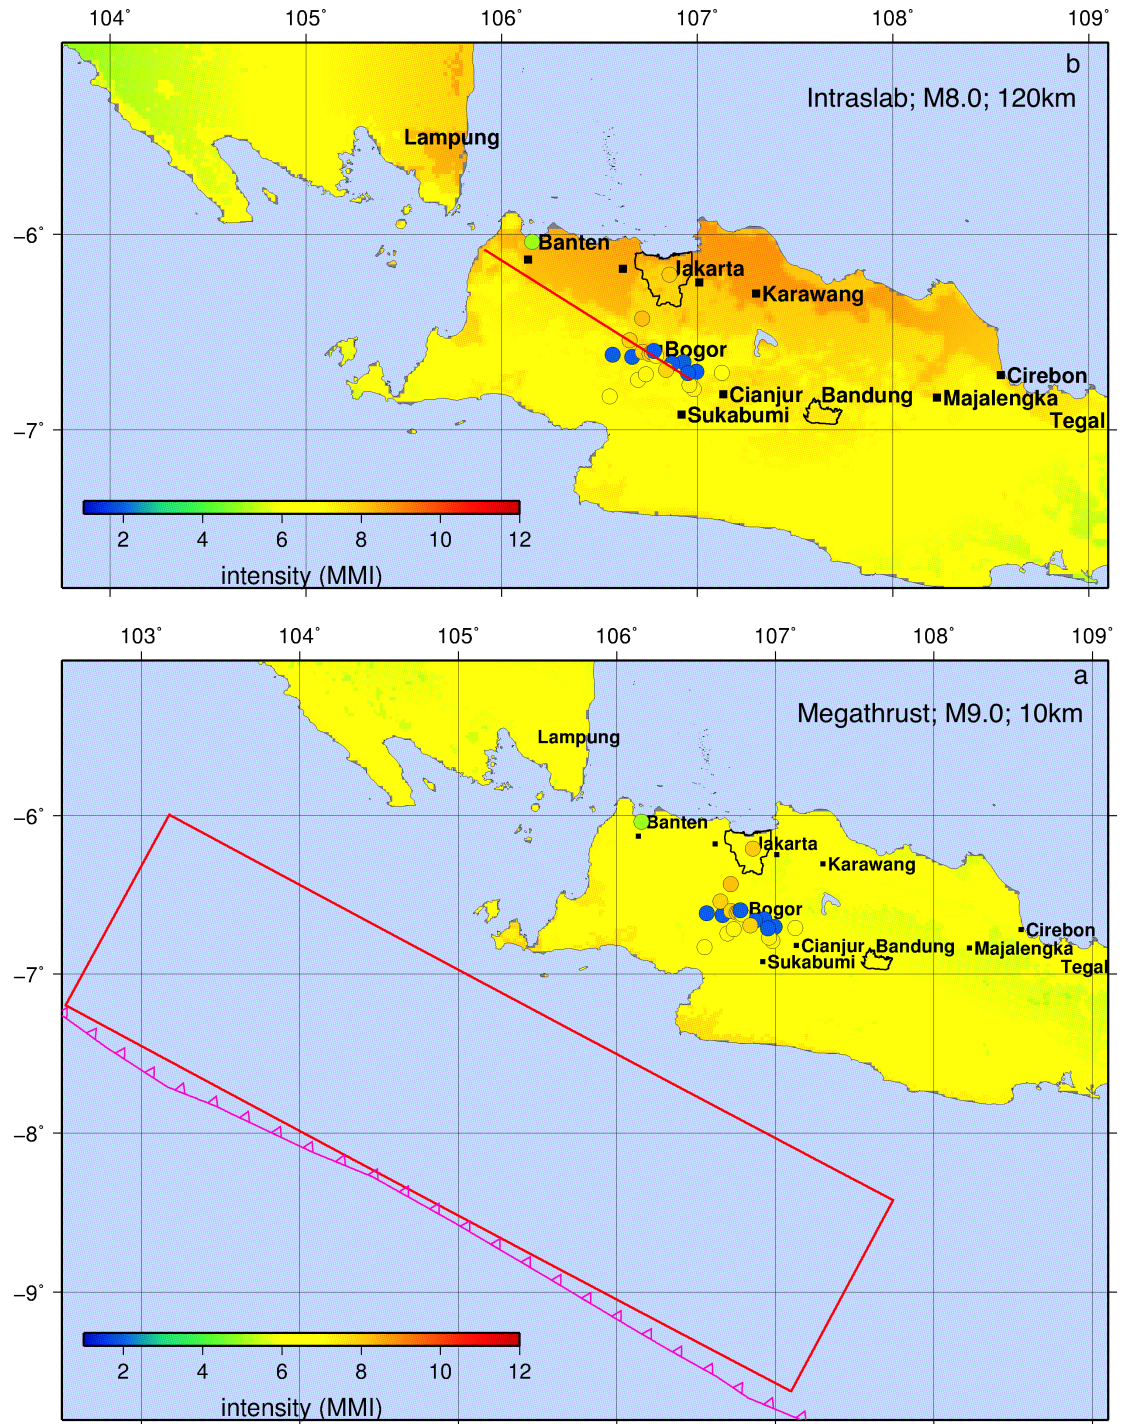 104° 105° 106° 107° 108° 109°
b
Intraslab; M8.0; 120km
Lampung
−6°
Banten
Jakarta
Karawang
Bogor
Cirebon
Cianjur Bandung Majalengka
Sukabumi Tegal
−7°
2 4 6 8 10 12
intensity (MMI)
103° 104° 105° 106° 107° 108° 109°
a
Megathrust; M9.0; 10km
Lampung
−6°
Banten
Jakarta
Karawang
Bogor
Cirebon
Cianjur Bandung Majalengka
Sukabumi Tegal
−7°
−8°
−9°
2 4 6 8 10 12
intensity (MMI)